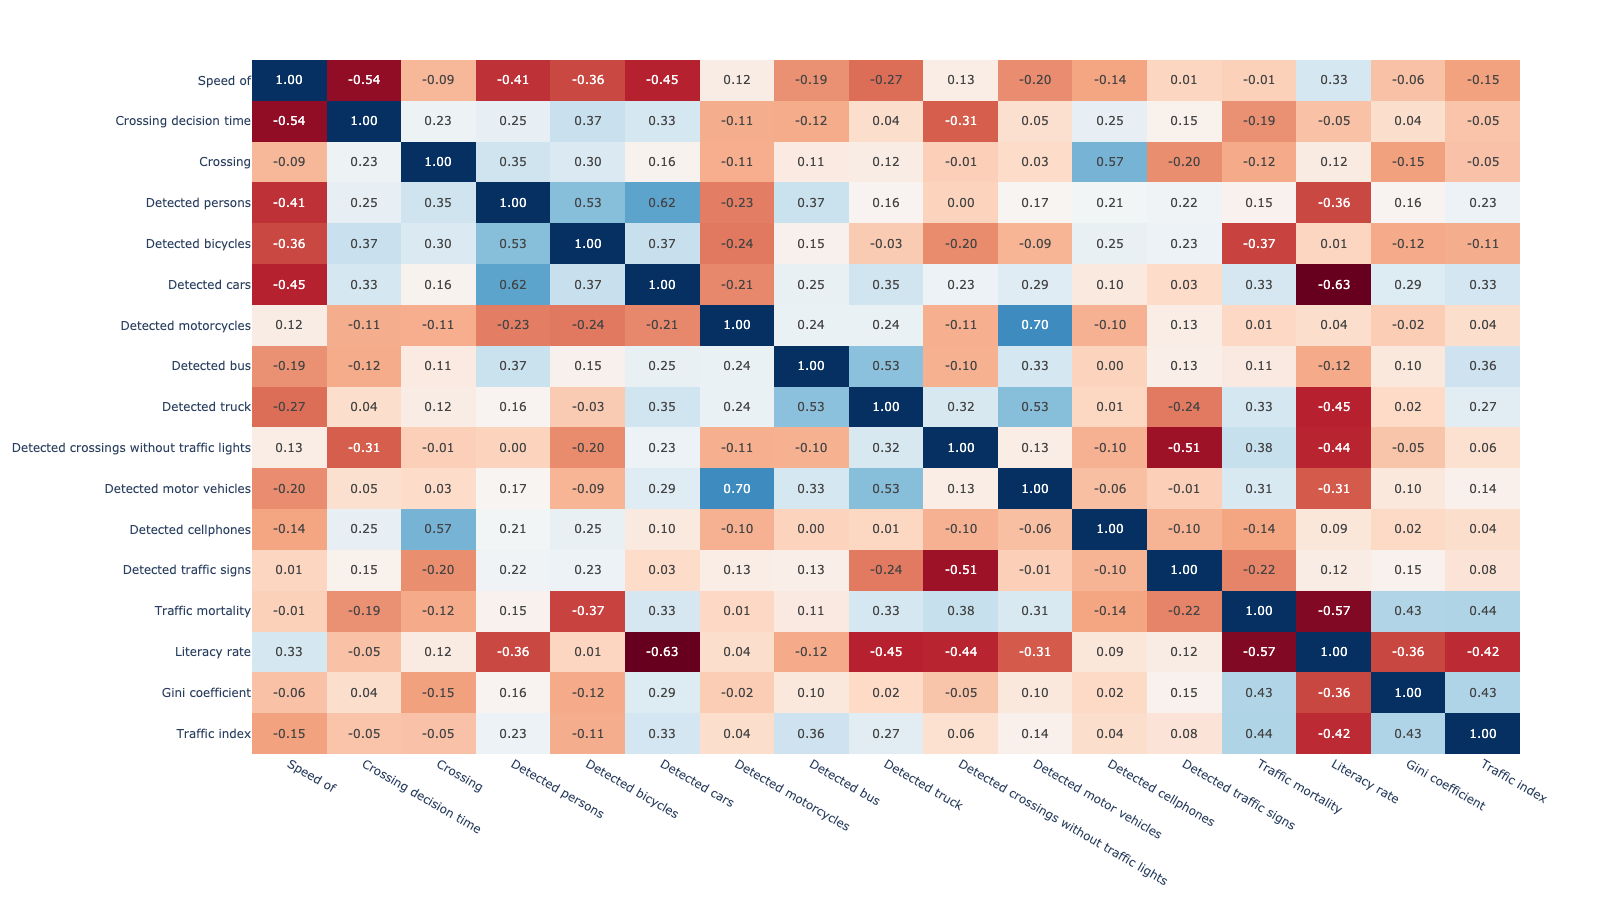 Speed of 1.00 -0.54 -0.09 -0.41 -0.36 -0.45 0.12 -0.19 -0.27 0.13 -0.20 -0.14 0.01 -0.01 0.33 -0.06 -0.15
Crossing decision time -0.54 1.00 0.23 0.25 0.37 0.33 -0.11 -0.12 0.04 -0.31 0.05 0.25 0.15 -0.19 -0.05 0.04 -0.05
Crossing -0.09 0.23 1.00 0.35 0.30 0.16 -0.11 0.11 0.12 -0.01 0.03 0.57 -0.20 -0.12 0.12 -0.15 -0.05
Detected persons -0.41 0.25 0.35 1.00 0.53 0.62 -0.23 0.37 0.16 0.00 0.17 0.21 0.22 0.15 -0.36 0.16 0.23
Detected bicycles -0.36 0.37 0.30 0.53 1.00 0.37 -0.24 0.15 -0.03 -0.20 -0.09 0.25 0.23 -0.37 0.01 -0.12 -0.11
Detected cars -0.45 0.33 0.16 0.62 0.37 1.00 -0.21 0.25 0.35 0.23 0.29 0.10 0.03 0.33 -0.63 0.29 0.33
Detected motorcycles 0.12 -0.11 -0.11 -0.23 -0.24 -0.21 1.00 0.24 0.24 -0.11 0.70 -0.10 0.13 0.01 0.04 -0.02 0.04
Detected bus -0.19 -0.12 0.11 0.37 0.15 0.25 0.24 1.00 0.53 -0.10 0.33 0.00 0.13 0.11 -0.12 0.10 0.36
Detected truck -0.27 0.04 0.12 0.16 -0.03 0.35 0.24 0.53 1.00 0.32 0.53 0.01 -0.24 0.33 -0.45 0.02 0.27
Detected crossings without traffic lights 0.13 -0.31 -0.01 0.00 -0.20 0.23 -0.11 -0.10 0.32 1.00 0.13 -0.10 -0.51 0.38 -0.44 -0.05 0.06
Detected motor vehicles -0.20 0.05 0.03 0.17 -0.09 0.29 0.70 0.33 0.53 0.13 1.00 -0.06 -0.01 0.31 -0.31 0.10 0.14
Detected cellphones -0.14 0.25 0.57 0.21 0.25 0.10 -0.10 0.00 0.01 -0.10 -0.06 1.00 -0.10 -0.14 0.09 0.02 0.04
Detected traffic signs 0.01 0.15 -0.20 0.22 0.23 0.03 0.13 0.13 -0.24 -0.51 -0.01 -0.10 1.00 -0.22 0.12 0.15 0.08
Traffic mortality -0.01 -0.19 -0.12 0.15 -0.37 0.33 0.01 0.11 0.33 0.38 0.31 -0.14 -0.22 1.00 -0.57 0.43 0.44
Literacy rate 0.33 -0.05 0.12 -0.36 0.01 -0.63 0.04 -0.12 -0.45 -0.44 -0.31 0.09 0.12 -0.57 1.00 -0.36 -0.42
Gini coefficient -0.06 0.04 -0.15 0.16 -0.12 0.29 -0.02 0.10 0.02 -0.05 0.10 0.02 0.15 0.43 -0.36 1.00 0.43
Traffic index -0.15 -0.05 -0.05 0.23 -0.11 0.33 0.04 0.36 0.27 0.06 0.14 0.04 0.08 0.44 -0.42 0.43 1.00
Speed of
Crossing decision time
Crossing
Detected persons
Detected bicycles
Detected cars
Detected motorcycles
Detected bus
Detected truck
Detected crossings without traffic lights
Detected motor vehicles
Detected cellphones
Detected traffic signs
Traffic mortality
Literacy rate
Gini coefficient
Traffic index